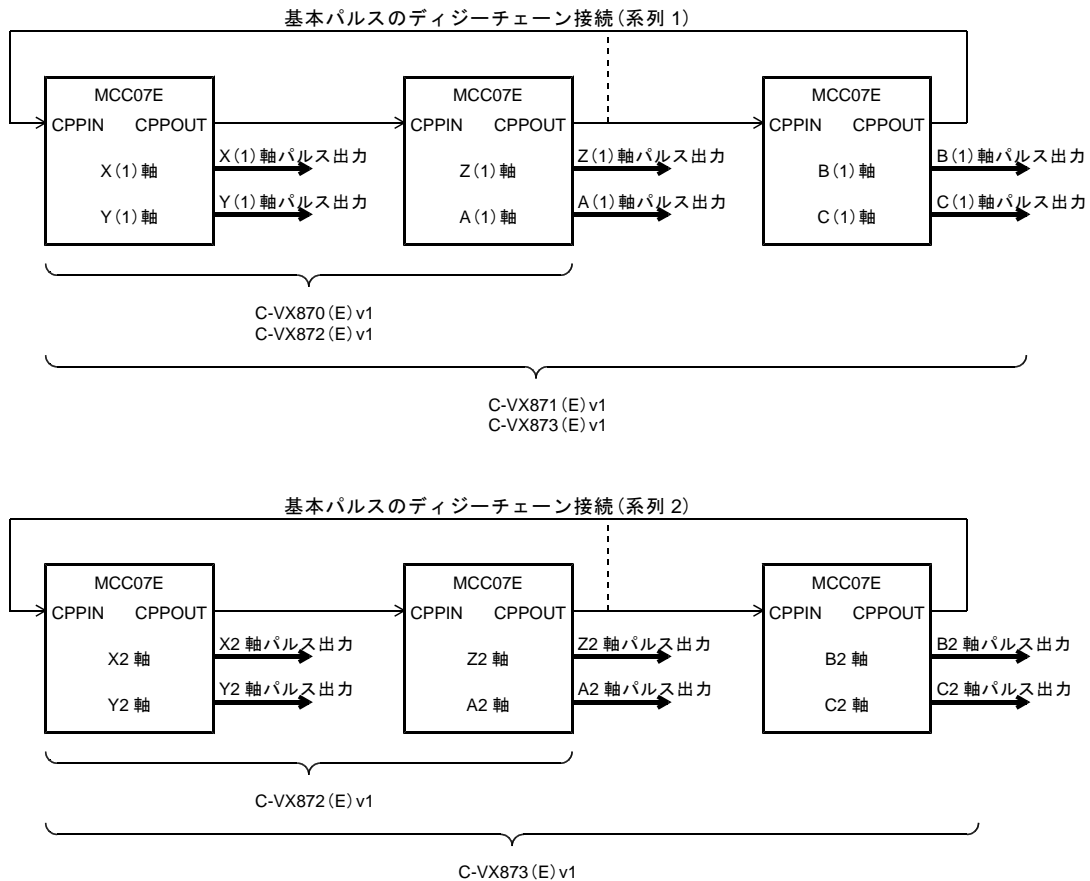 基本パルスのディジーチェーン接続(系列 1)
MCC07E MCC07E MCC07E
CPPIN CPPOUT CPPIN CPPOUT CPPIN CPPOUT
X(1)軸パルス出力 Z(1)軸パルス出力 B(1)軸パルス出力
X(1)軸 Z(1)軸 B(1)軸
Y(1)軸パルス出力 A(1)軸パルス出力 C(1)軸パルス出力
Y(1)軸 A(1)軸 C(1)軸
C-VX870(E)v1
C-VX872(E)v1
C-VX871(E)v1
C-VX873(E)v1
基本パルスのディジーチェーン接続(系列 2)
MCC07E MCC07E MCC07E
CPPIN CPPOUT CPPIN CPPOUT CPPIN CPPOUT
X2 軸パルス出力 Z2 軸パルス出力 B2 軸パルス出力
X2 軸 Z2 軸 B2 軸
Y2 軸パルス出力 A2 軸パルス出力 C2 軸パルス出力
Y2 軸 A2 軸 C2 軸
C-VX872(E)v1
C-VX873(E)v1